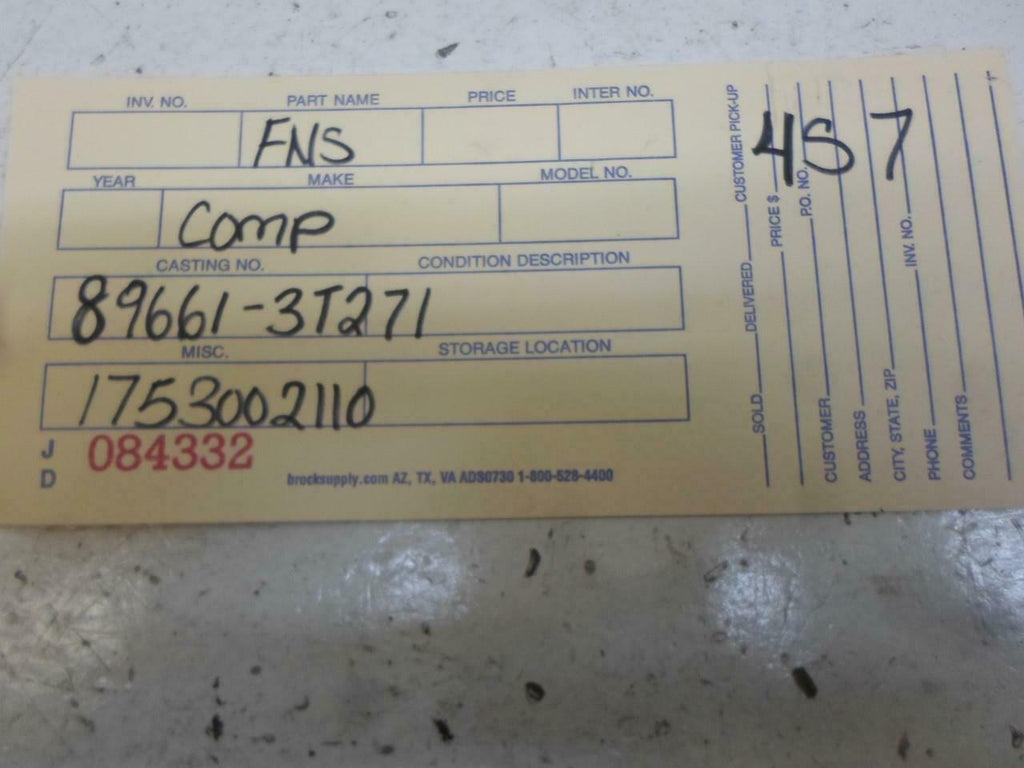 INV. NO. PART NAME PRICE INTER NO.
FNS
YEAR MAKE MODEL NO.
Comp
CASTING NO. CONDITION DESCRIPTION
89661-3T271
MISC. STORAGE LOCATION
1753002110
J
D
084332
brocksupply.com AZ, TX, VA ADS0730 1-800-528-4400
SOLD DELIVERED CUSTOMER PICK-UP
PRICE $
P.O. NO.
CUSTOMER
ADDRESS
CITY, STATE, ZIP
INV. NO.
PHONE
COMMENTS
4S7